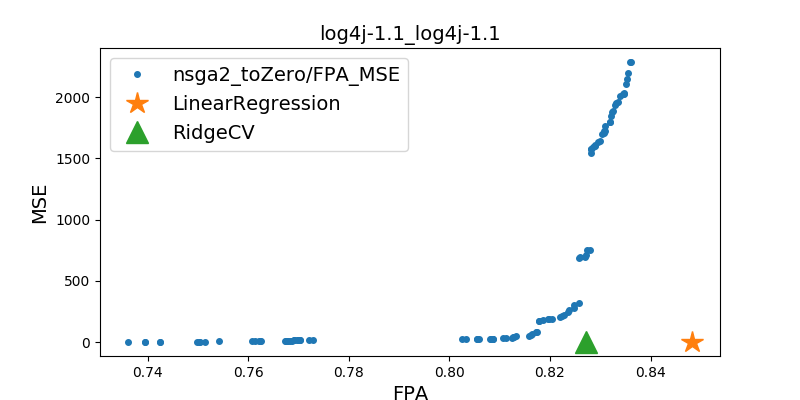 log4j-1.1_log4j-1.1
nsga2_toZero/FPA_MSE
LinearRegression
RidgeCV
MSE
2000
1500
1000
500
0
0.74
0.76
0.78
0.80
0.82
0.84
FPA